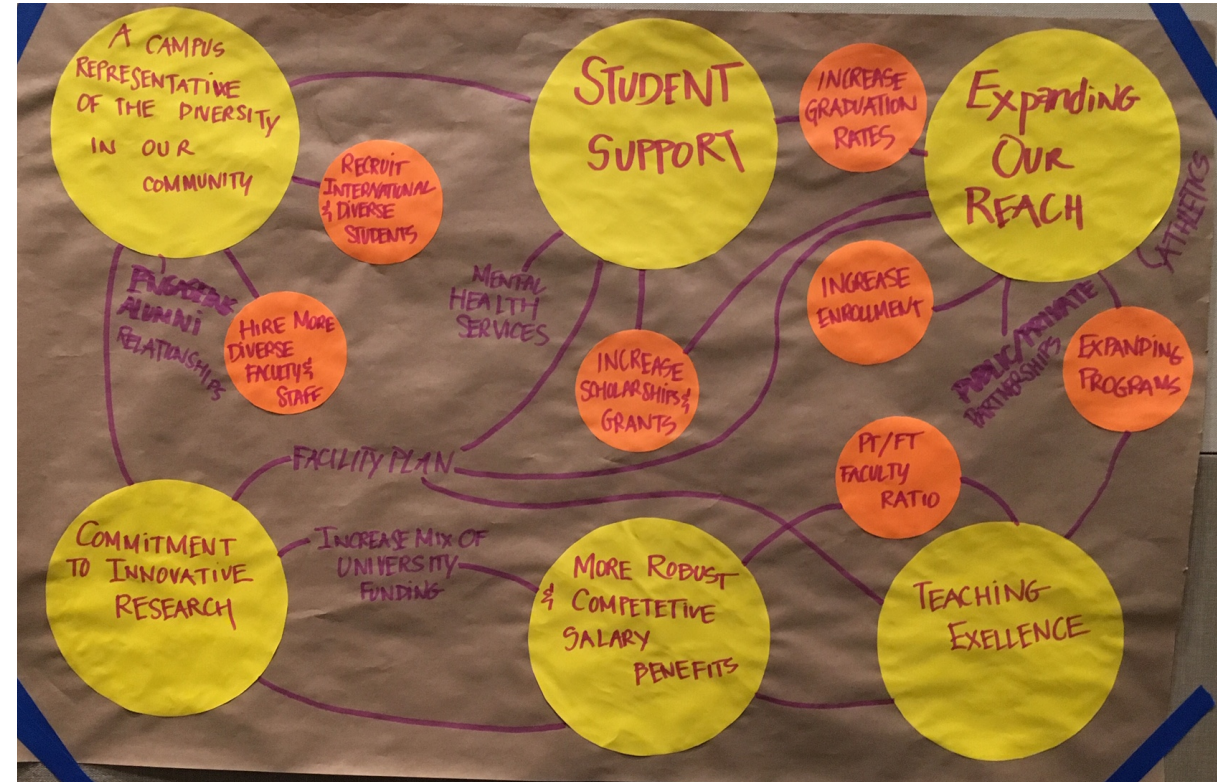 A CAMPUS
REPRESENTATIVE
OF THE DIVERSITY
IN OUR
COMMUNITY
RECRUIT
INTERNATIONAL
& DIVERSE
STUDENTS
ALUMNI
RELATIONSHIPS
HIRE MORE
DIVERSE
FACULTY &
STAFF
STUDENT
SUPPORT
MENTAL
HEALTH
SERVICES
INCREASE
SCHOLARSHIPS &
GRANTS
INCREASE
GRADUATION
RATES
Expanding
OUR
REACH
ATHLETICS
INCREASE
ENROLLMENT
PUBLIC/PRIVATE
PARTNERSHIPS
EXPANDING
PROGRAMS
FACILITY PLAN
PT/FT
FACULTY
RATIO
COMMITMENT
TO INNOVATIVE
RESEARCH
INCREASE MIX OF
UNIVERSITY
FUNDING
MORE ROBUST
& COMPETETIVE
SALARY
BENEFITS
TEACHING
EXELLENCE